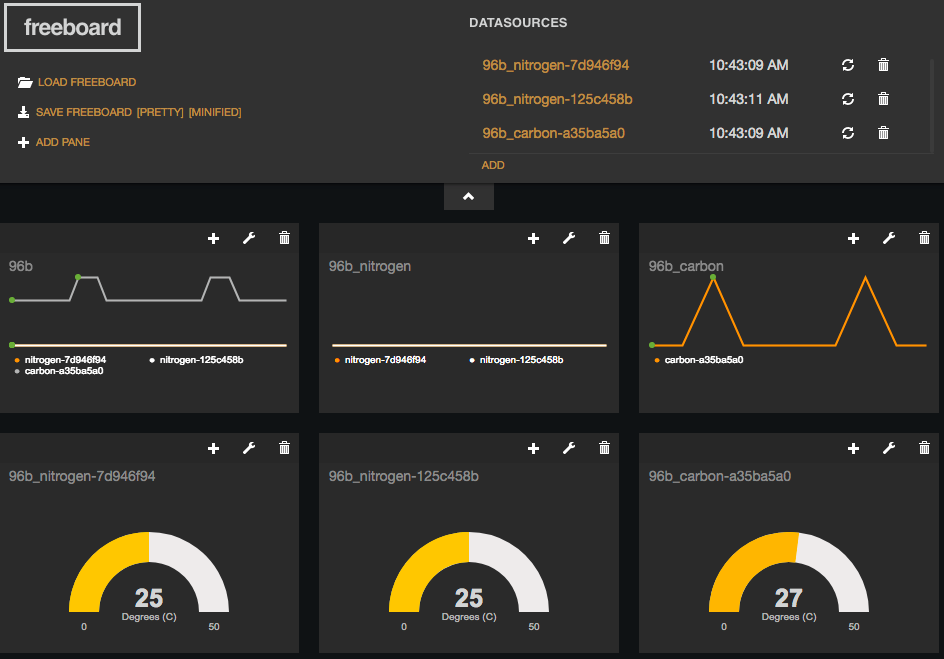 freeboard
LOAD FREEBOARD
SAVE FREEBOARD [PRETTY] [MINIFIED]
ADD PANE
DATASOURCES
96b_nitrogen-7d946f94 10:43:09 AM
96b_nitrogen-125c458b 10:43:11 AM
96b_carbon-a35ba5a0 10:43:09 AM
ADD
96b
nitrogen-7d946f94 nitrogen-125c458b
carbon-a35ba5a0
96b_nitrogen
nitrogen-7d946f94 nitrogen-125c458b
96b_carbon
carbon-a35ba5a0
96b_nitrogen-7d946f94
25
Degrees (C)
0 50
96b_nitrogen-125c458b
25
Degrees (C)
0 50
96b_carbon-a35ba5a0
27
Degrees (C)
0 50